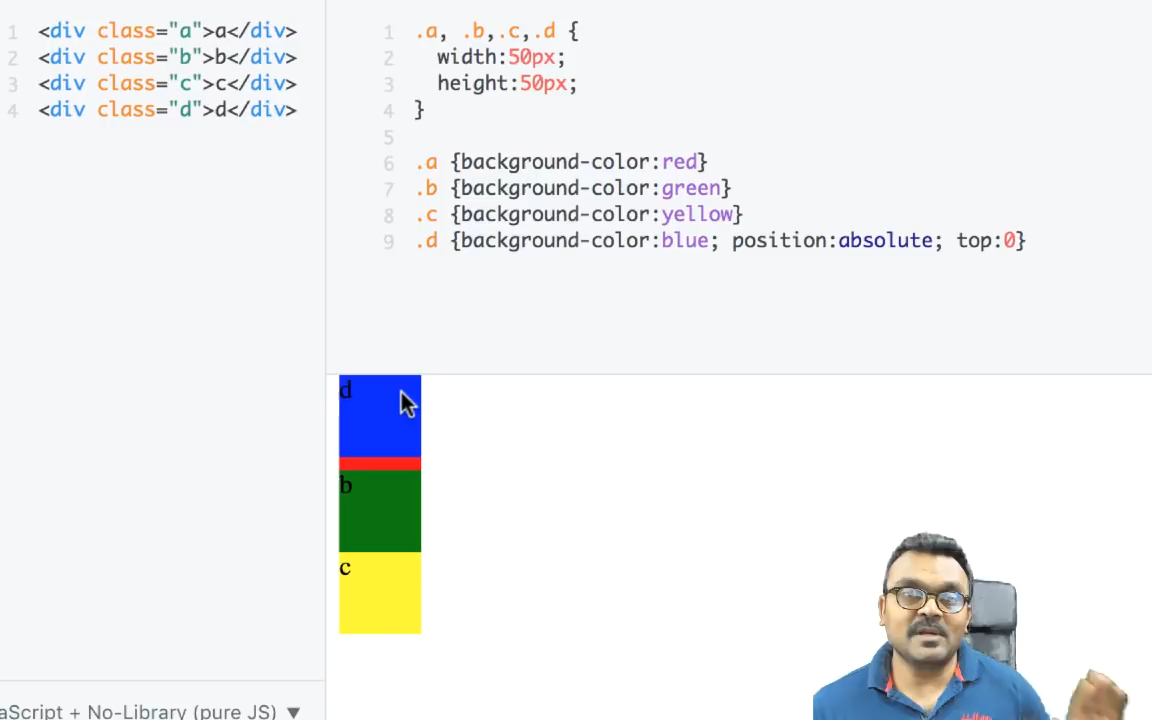 1 <div class="a">a</div>
2 <div class="b">b</div>
3 <div class="c">c</div>
4 <div class="d">d</div>
1 .a, .b,.c,.d {
2 width:50px;
3 height:50px;
4 }
5
6 .a {background-color:red}
7 .b {background-color:green}
8 .c {background-color:yellow}
9 .d {background-color:blue; position:absolute; top:0}
d
b
c
aScript + No-Library (pure JS) ▼